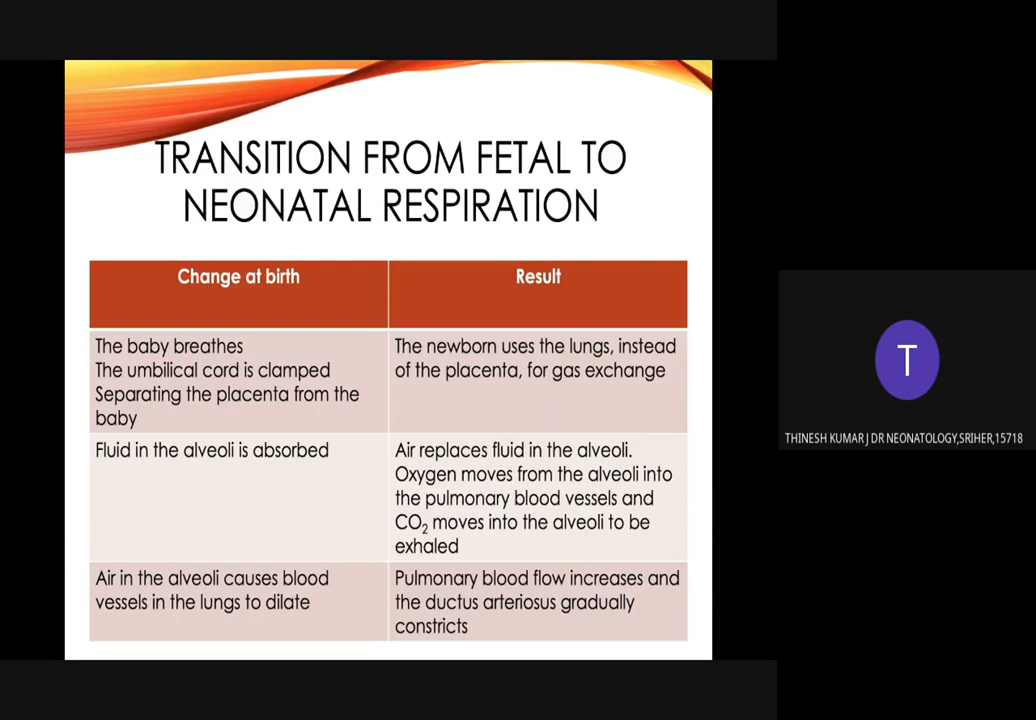 TRANSITION FROM FETAL TO
NEONATAL RESPIRATION
Change at birth
Result
The baby breathes
The umbilical cord is clamped
Separating the placenta from the
baby
The newborn uses the lungs, instead
of the placenta, for gas exchange
Fluid in the alveoli is absorbed
Air replaces fluid in the alveoli.
Oxygen moves from the alveoli into
the pulmonary blood vessels and
CO₂ moves into the alveoli to be
exhaled
Air in the alveoli causes blood
vessels in the lungs to dilate
Pulmonary blood flow increases and
the ductus arteriosus gradually
constricts
T
THINESH KUMAR J DR NEONATOLOGY,SRIHER,15718